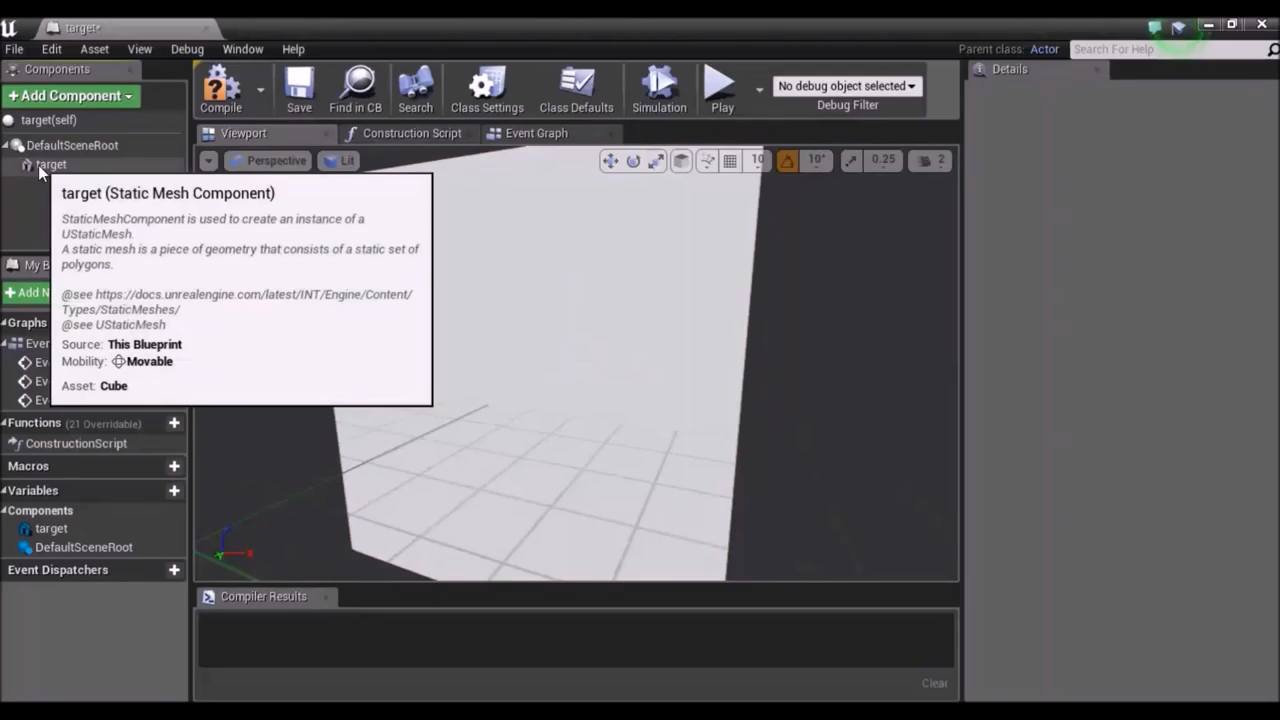 target*
File Edit Asset View Debug Window Help
Parent class: Actor
Search For Help
Components
+ Add Component
target(self)
DefaultSceneRoot
target
Compile
Save
Find in CB
Search
Class Settings
Class Defaults
Simulation
Play
No debug object selected
Debug Filter
Details
Viewport
Construction Script
Event Graph
Perspective
Lit
10
10°
0.25
2
target (Static Mesh Component)
StaticMeshComponent is used to create an instance of a
UStaticMesh.
A static mesh is a piece of geometry that consists of a static set of
polygons.
@see https://docs.unrealengine.com/latest/INT/Engine/Content/
Types/StaticMeshes/
@see UStaticMesh
Source: This Blueprint
Mobility: Movable
Asset: Cube
My B
+ Add N
Graphs
Even
Ev
Ev
Ev
Functions (21 Overridable)
ConstructionScript
Macros
Variables
Components
target
DefaultSceneRoot
Event Dispatchers
Compiler Results
Clear